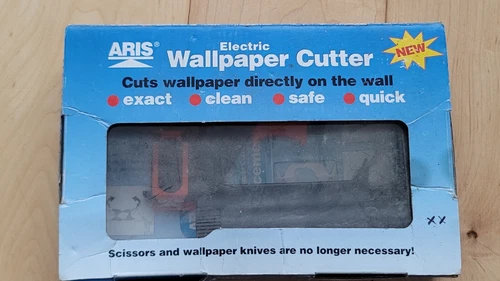 ARIS®
Electric
Wallpaper Cutter
NEW
Cuts wallpaper directly on the wall
exact clean safe quick
xx
Scissors and wallpaper knives are no longer necessary!